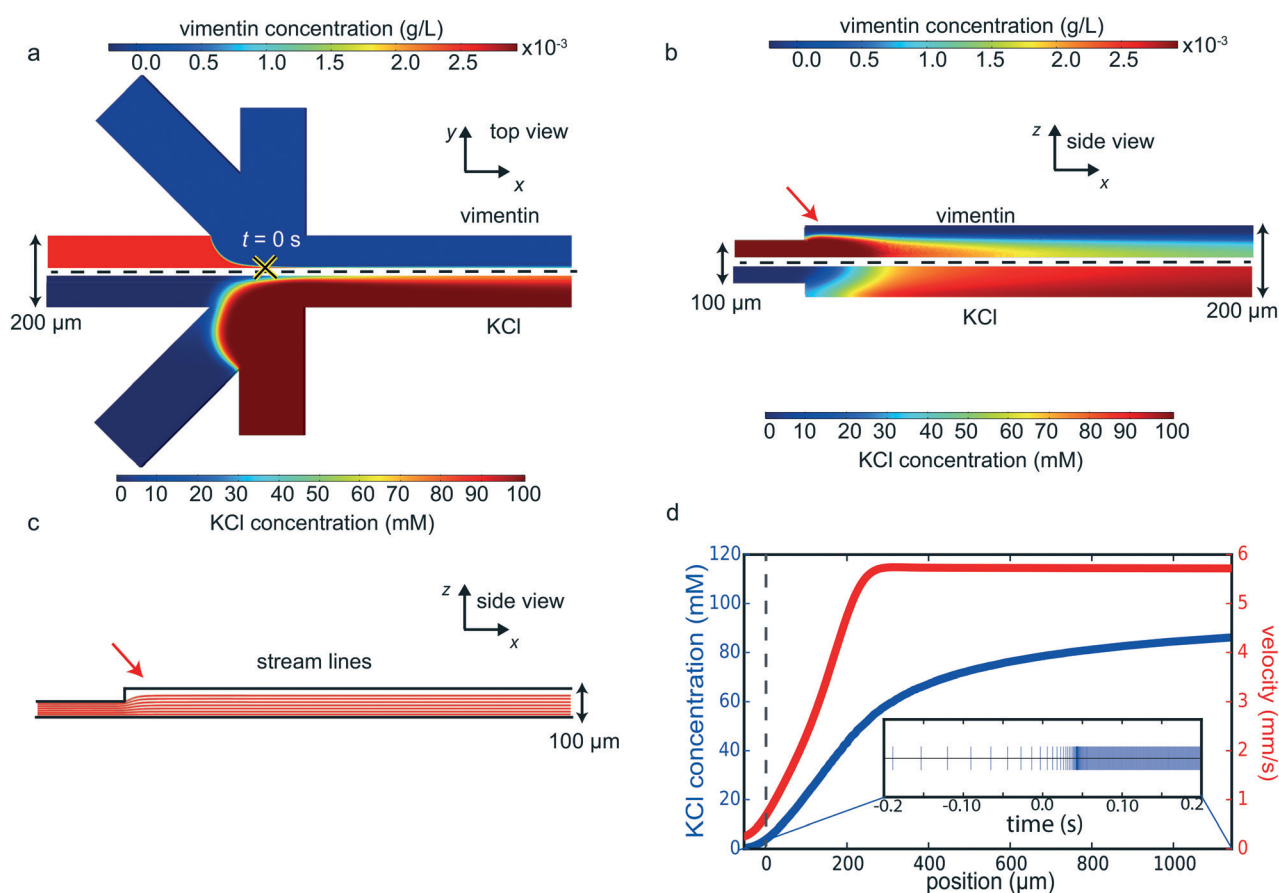 a
vimentin concentration (g/L)
x10-3
0.0 0.5 1.0 1.5 2.0 2.5
y
top view
x
vimentin
t = 0 s
200 µm
KCl
0 10 20 30 40 50 60 70 80 90 100
KCl concentration (mM)
b
vimentin concentration (g/L)
x10-3
0.0 0.5 1.0 1.5 2.0 2.5
z
side view
x
vimentin
100 µm
200 µm
KCl
0 10 20 30 40 50 60 70 80 90 100
KCl concentration (mM)
c
z
side view
x
stream lines
100 µm
d
KCl concentration (mM)
120
100
80
60
40
20
0
velocity (mm/s)
6
5
4
3
2
1
0
-0.2 -0.10 0.0 0.10 0.2
time (s)
0 200 400 600 800 1000
position (µm)